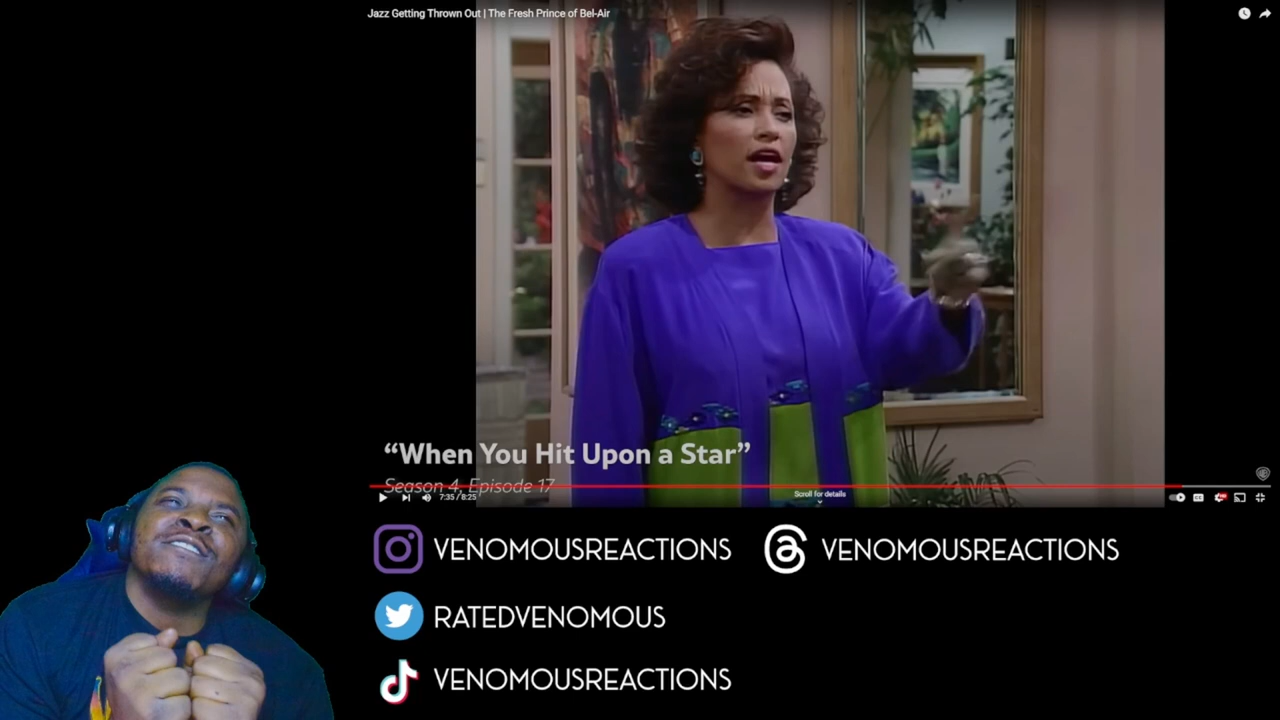 Jazz Getting Thrown Out | The Fresh Prince of Bel-Air
“When You Hit Upon a Star”
Season 4, Episode 17
7:35 / 8:25
Scroll for details
VENOMOUSREACTIONS
VENOMOUSREACTIONS
RATEDVENOMOUS
VENOMOUSREACTIONS